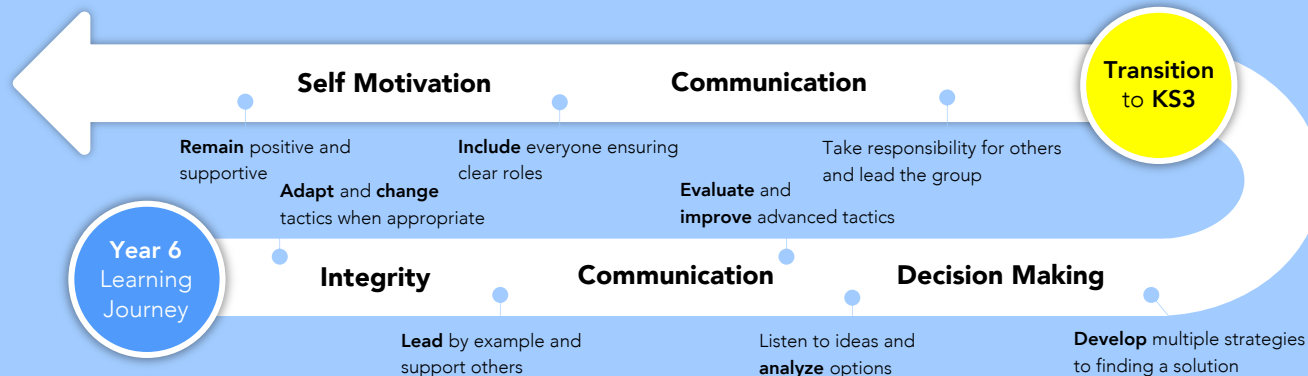 Self Motivation
Communication
Transition
to KS3
Remain positive and
supportive
Include everyone ensuring
clear roles
Take responsibility for others
and lead the group
Adapt and change
tactics when appropriate
Evaluate and
improve advanced tactics
Year 6
Learning
Journey
Integrity
Communication
Decision Making
Lead by example and
support others
Listen to ideas and
analyze options
Develop multiple strategies
to finding a solution